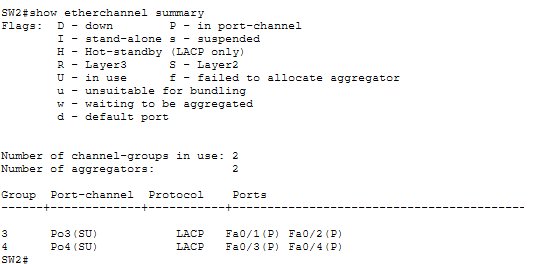 SW2#show etherchannel summary
Flags:  D - down        P - in port-channel
        I - stand-alone s - suspended
        H - Hot-standby (LACP only)
        R - Layer3      S - Layer2
        U - in use      f - failed to allocate aggregator
        u - unsuitable for bundling
        w - waiting to be aggregated
        d - default port
Number of channel-groups in use: 2
Number of aggregators:           2
Group  Port-channel  Protocol    Ports
------+-------------+-----------+----------------------------------------------
3      Po3(SU)           LACP   Fa0/1(P) Fa0/2(P)
4      Po4(SU)           LACP   Fa0/3(P) Fa0/4(P)
SW2#